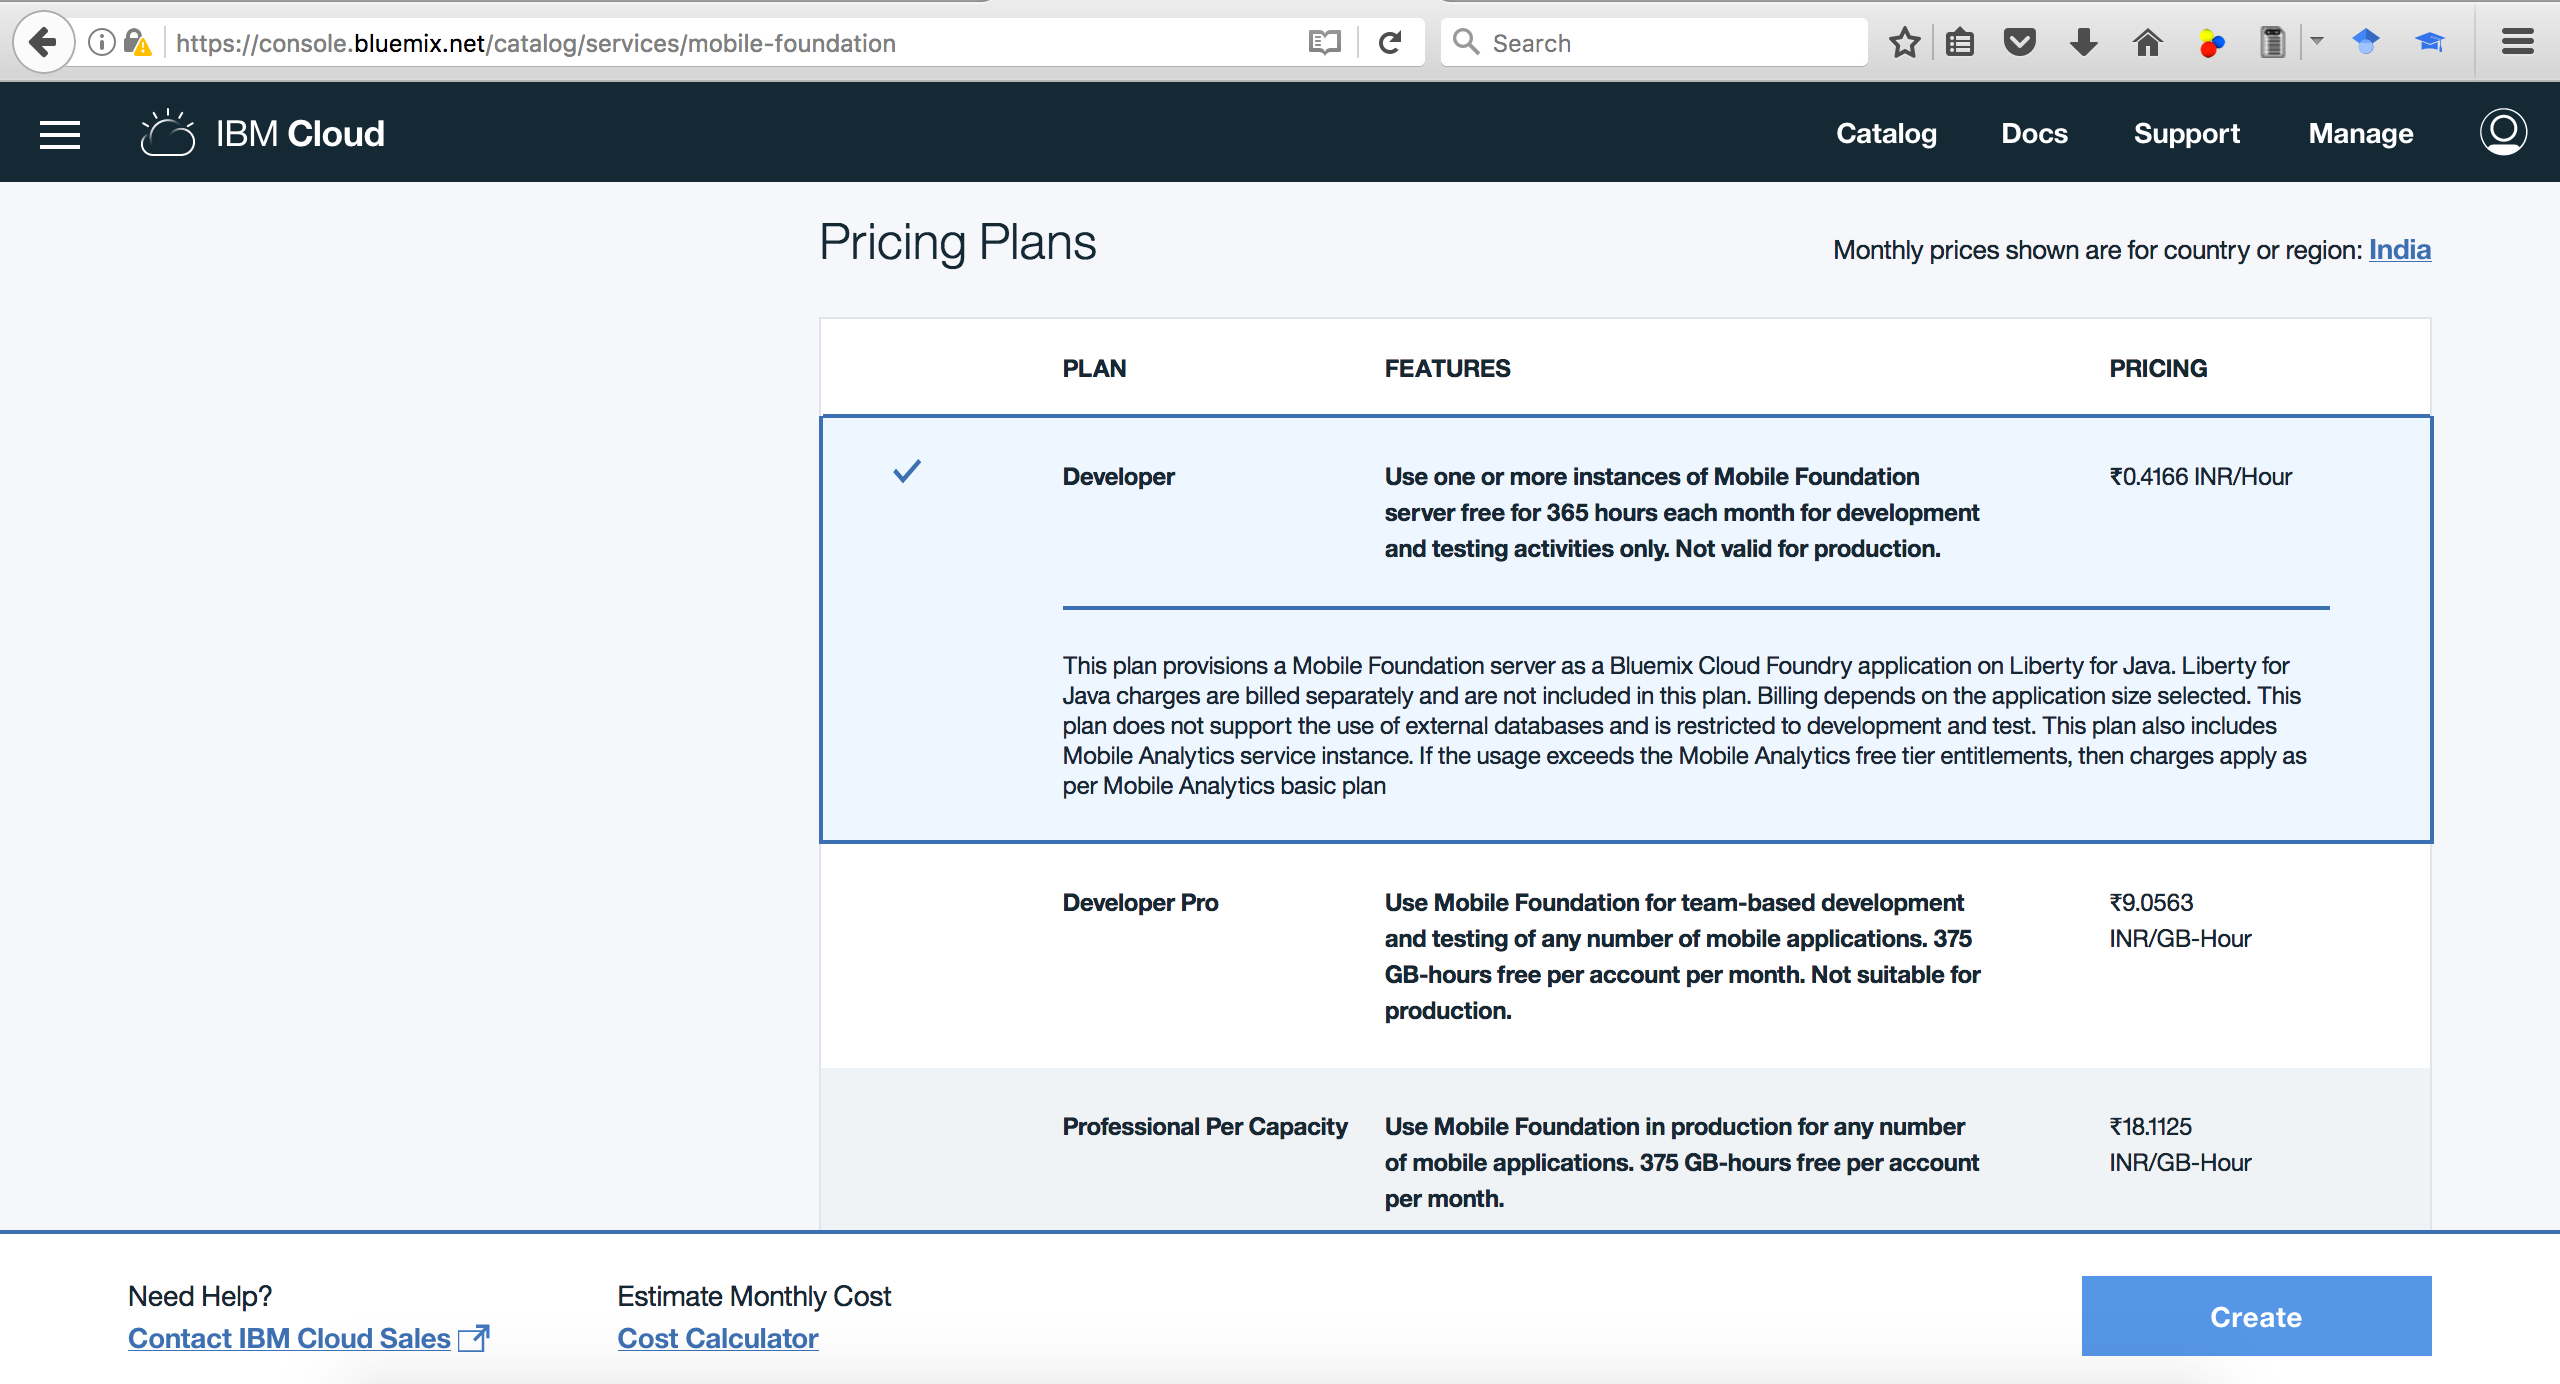 https://console.bluemix.net/catalog/services/mobile-foundation
Search
IBM Cloud
Catalog
Docs
Support
Manage
Pricing Plans
Monthly prices shown are for country or region: India
PLAN
FEATURES
PRICING
Developer
Use one or more instances of Mobile Foundation
server free for 365 hours each month for development
and testing activities only. Not valid for production.
₹0.4166 INR/Hour
This plan provisions a Mobile Foundation server as a Bluemix Cloud Foundry application on Liberty for Java. Liberty for
Java charges are billed separately and are not included in this plan. Billing depends on the application size selected. This
plan does not support the use of external databases and is restricted to development and test. This plan also includes
Mobile Analytics service instance. If the usage exceeds the Mobile Analytics free tier entitlements, then charges apply as
per Mobile Analytics basic plan
Developer Pro
Use Mobile Foundation for team-based development
and testing of any number of mobile applications. 375
GB-hours free per account per month. Not suitable for
production.
₹9.0563
INR/GB-Hour
Professional Per Capacity
Use Mobile Foundation in production for any number
of mobile applications. 375 GB-hours free per account
per month.
₹18.1125
INR/GB-Hour
Need Help?
Contact IBM Cloud Sales
Estimate Monthly Cost
Cost Calculator
Create